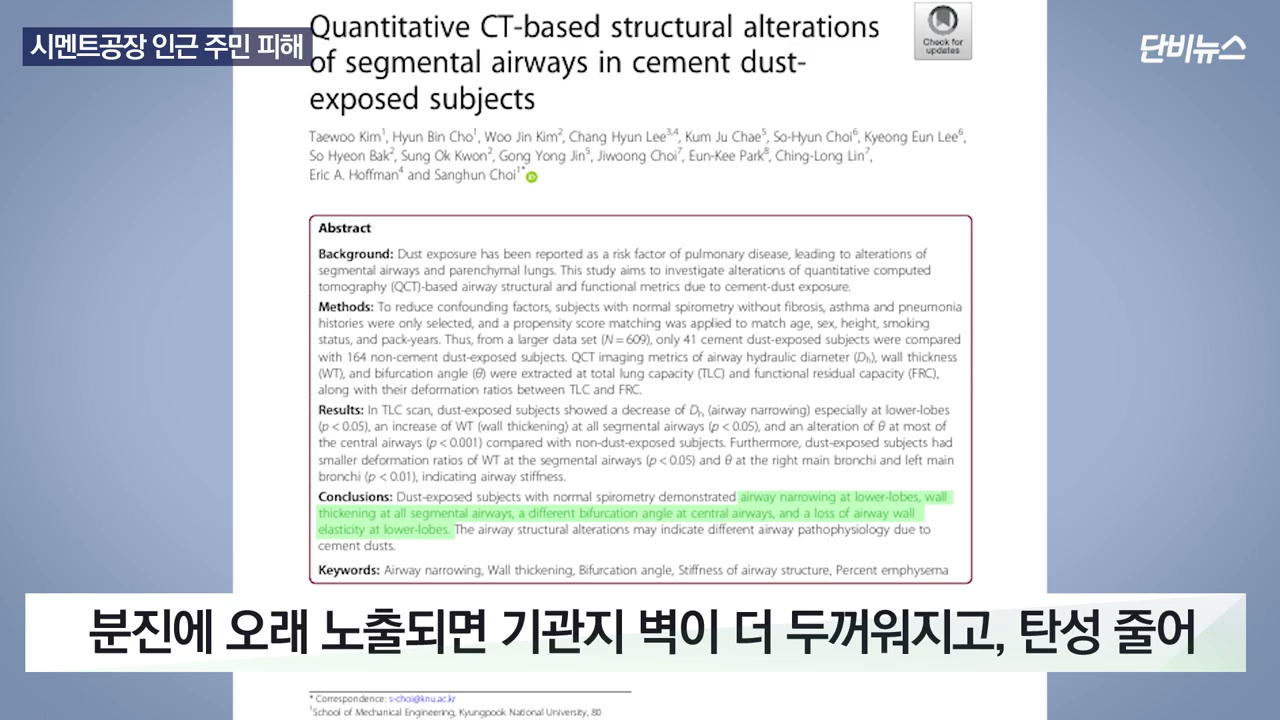 시멘트공장 인근 주민 피해
단비뉴스
Quantitative CT-based structural alterations
of segmental airways in cement dust-
exposed subjects
Check for
updates
Taewoo Kim1, Hyun Bin Cho1, Woo Jin Kim2, Chang Hyun Lee3,4, Kum Ju Chae5, So-Hyun Choi6, Kyeong Eun Lee6,
So Hyeon Bak2, Sung Ok Kwon2, Gong Yong Jin5, Jiwoong Choi7, Eun-Kee Park8, Ching-Long Lin7,
Eric A. Hoffman4 and Sanghun Choi1*
Abstract
Background: Dust exposure has been reported as a risk factor of pulmonary disease, leading to alterations of
segmental airways and parenchymal lungs. This study aims to investigate alterations of quantitative computed
tomography (QCT)-based airway structural and functional metrics due to cement-dust exposure.
Methods: To reduce confounding factors, subjects with normal spirometry without fibrosis, asthma and pneumonia
histories were only selected, and a propensity score matching was applied to match age, sex, height, smoking
status, and pack-years. Thus, from a larger data set (N = 609), only 41 cement dust-exposed subjects were compared
with 164 non-cement dust-exposed subjects. QCT imaging metrics of airway hydraulic diameter (Dh), wall thickness
(WT), and bifurcation angle (θ) were extracted at total lung capacity (TLC) and functional residual capacity (FRC),
along with their deformation ratios between TLC and FRC.
Results: In TLC scan, dust-exposed subjects showed a decrease of Dh (airway narrowing) especially at lower-lobes
(p < 0.05), an increase of WT (wall thickening) at all segmental airways (p < 0.05), and an alteration of θ at most of
the central airways (p < 0.001) compared with non-dust-exposed subjects. Furthermore, dust-exposed subjects had
smaller deformation ratios of WT at the segmental airways (p < 0.05) and θ at the right main bronchi and left main
bronchi (p < 0.01), indicating airway stiffness.
Conclusions: Dust-exposed subjects with normal spirometry demonstrated airway narrowing at lower-lobes, wall
thickening at all segmental airways, a different bifurcation angle at central airways, and a loss of airway wall
elasticity at lower-lobes. The airway structural alterations may indicate different airway pathophysiology due to
cement dusts.
Keywords: Airway narrowing, Wall thickening, Bifurcation angle, Stiffness of airway structure, Percent emphysema
분진에 오래 노출되면 기관지 벽이 더 두꺼워지고, 탄성 줄어
* Correspondence: s-choi@knu.ac.kr
1School of Mechanical Engineering, Kyungpook National University, 80